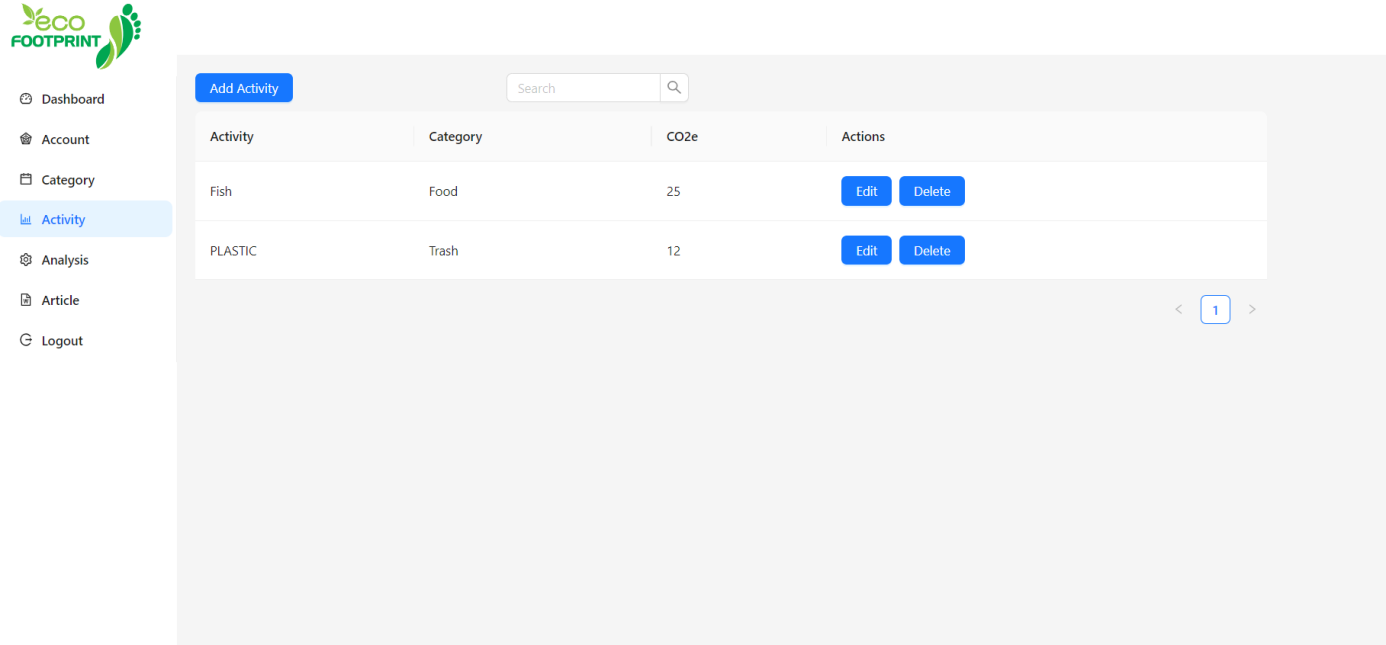 eco
FOOTPRINT
Dashboard
Account
Category
Activity
Analysis
Article
Logout
Add Activity
Search
Activity Category CO2e Actions
Fish Food 25 Edit Delete
PLASTIC Trash 12 Edit Delete
< 1 >